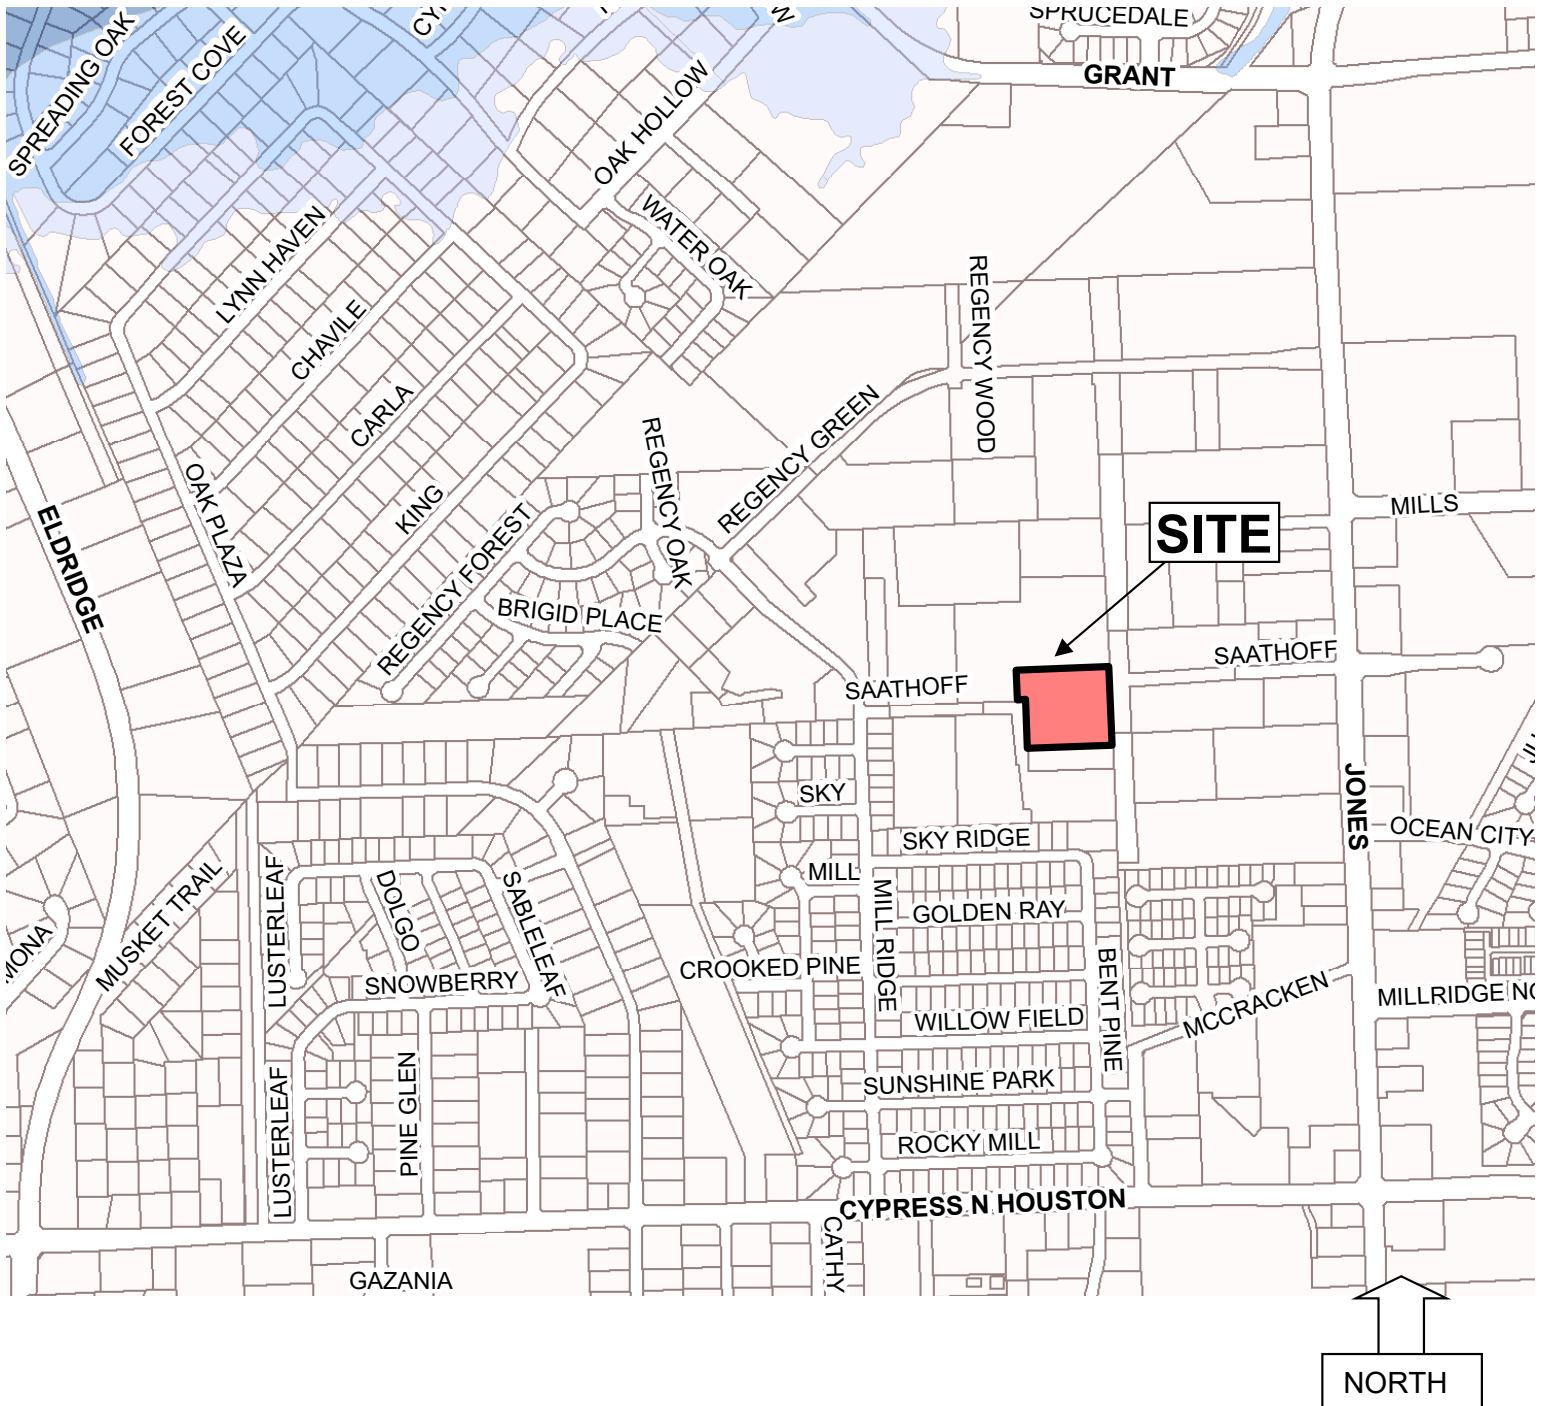 SPRUCEDALE
GRANT
SPREADING OAK
FOREST COVE
OAK HOLLOW
WATER OAK
LYNN HAVEN
CHAVILE
CARLA
KING
OAK PLAZA
ELDRIDGE
REGENCY WOOD
REGENCY GREEN
REGENCY OAK
REGENCY FOREST
BRIGID PLACE
MILLS
SITE
SAATHOFF
SAATHOFF
JONES
SKY
SKY RIDGE
OCEAN CITY
MILL
MILL RIDGE
GOLDEN RAY
MUSKET TRAIL
LUSTERLEAF
DOLGO
SABLELEAF
SNOWBERRY
CROOKED PINE
BENT PINE
WILLOW FIELD
MCCRACKEN
MILLRIDGE NO
MONA
SUNSHINE PARK
ROCKY MILL
LUSTERLEAF
PINE GLEN
CYPRESS N HOUSTON
CATHY
GAZANIA
NORTH